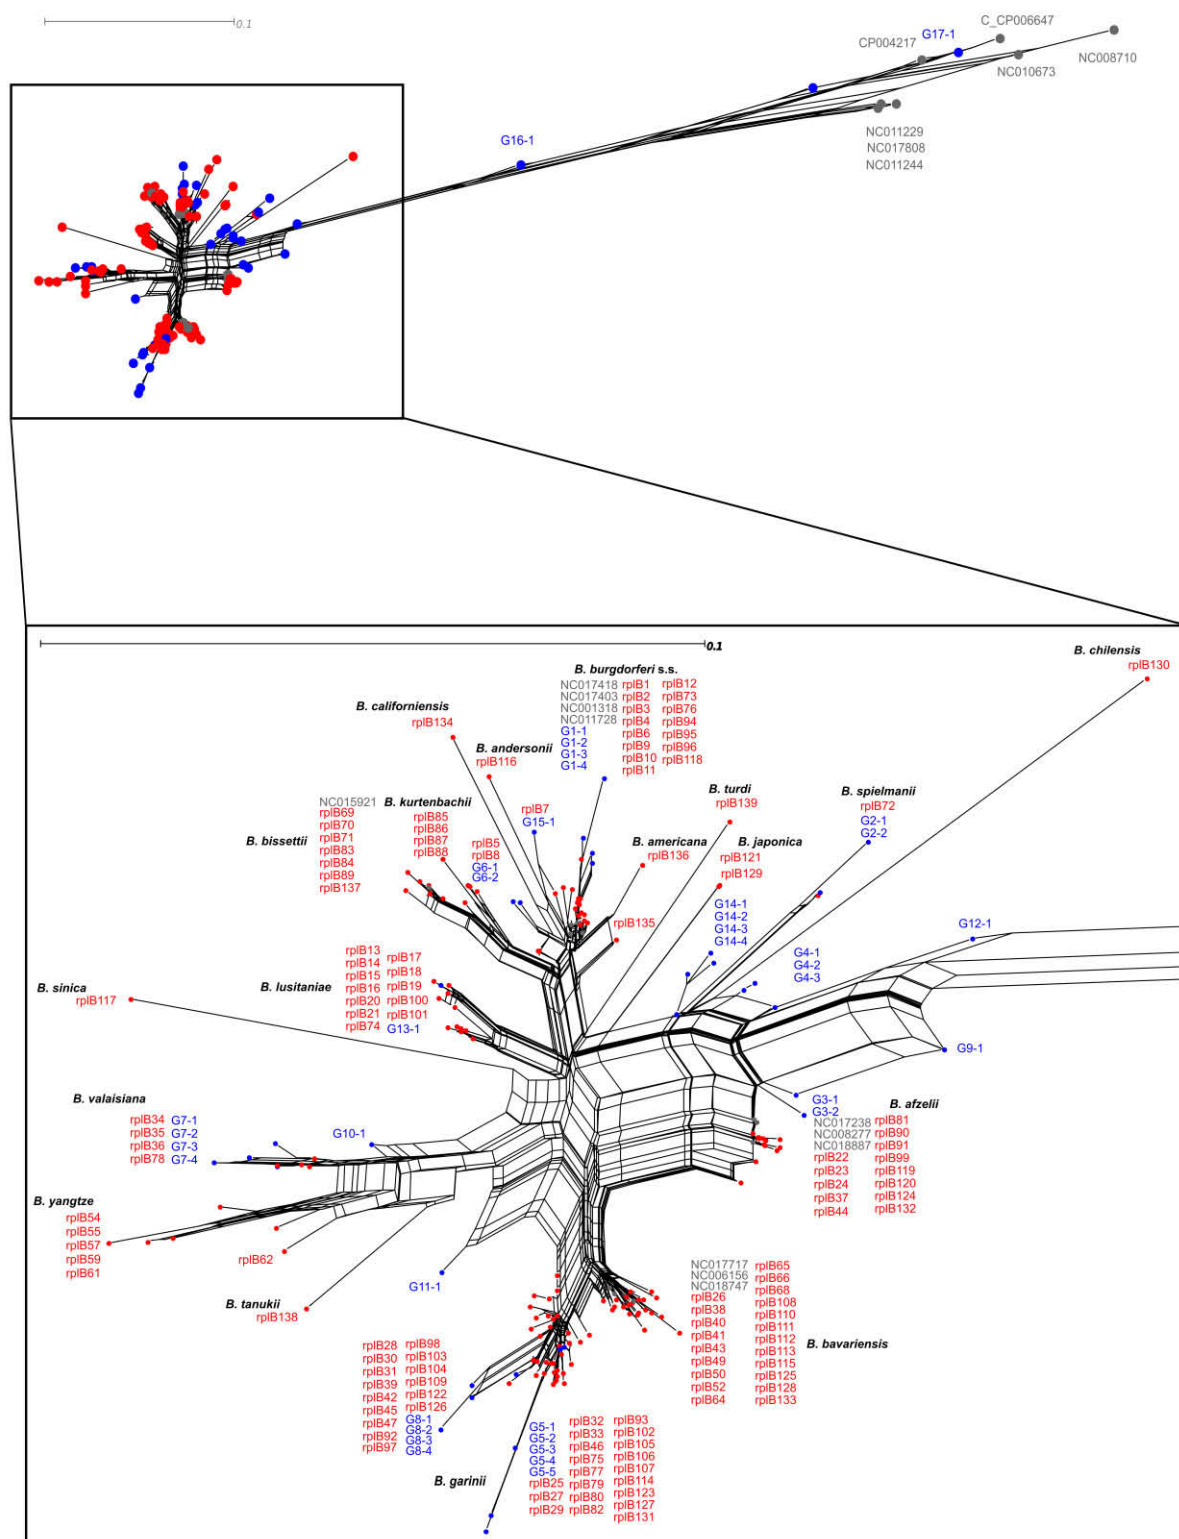 0.1
C_CP006647
G17-1
CP004217
NC010673
NC008710
NC011229
NC017808
NC011244
G16-1
0.1
B. chilensis
rplB130
B. burgdorferi s.s.
NC017418
NC017403
NC001318
NC011728
G1-1
G1-2
G1-3
G1-4
rplB1
rplB2
rplB3
rplB4
rplB6
rplB9
rplB10
rplB11
rplB12
rplB73
rplB76
rplB94
rplB95
rplB96
rplB118
B. californiensis
rplB134
B. andersonii
rplB116
B. turdi
rplB139
B. spielmanii
rplB72
G2-1
G2-2
NC015921
rplB69
rplB70
rplB71
rplB83
rplB84
rplB89
rplB137
B. bissettii
B. kurtenbachii
rplB85
rplB86
rplB87
rplB88
rplB7
G15-1
rplB5
rplB8
G6-1
G6-2
B. americana
rplB136
B. japonica
rplB121
rplB129
rplB135
G14-1
G14-2
G14-3
G14-4
G12-1
G4-1
G4-2
G4-3
rplB13
rplB14
rplB15
rplB16
rplB20
rplB21
rplB74
rplB17
rplB18
rplB19
rplB100
rplB101
G13-1
B. lusitaniae
B. sinica
rplB117
G9-1
B. valaisiana
rplB34
rplB35
rplB36
rplB78
G7-1
G7-2
G7-3
G7-4
G10-1
G3-1
G3-2
B. afzelii
NC017238
NC008277
NC018887
rplB22
rplB23
rplB24
rplB37
rplB44
rplB81
rplB90
rplB91
rplB99
rplB119
rplB120
rplB124
rplB132
B. yangtze
rplB54
rplB55
rplB57
rplB59
rplB61
rplB62
G11-1
B. tanukii
rplB138
NC017717
NC006156
NC018747
rplB26
rplB38
rplB40
rplB41
rplB43
rplB49
rplB50
rplB52
rplB64
rplB65
rplB66
rplB68
rplB108
rplB110
rplB111
rplB112
rplB113
rplB115
rplB125
rplB128
rplB133
B. bavariensis
rplB28
rplB30
rplB31
rplB39
rplB42
rplB45
rplB47
rplB92
rplB97
rplB98
rplB103
rplB104
rplB109
rplB122
rplB126
G8-1
G8-2
G8-3
G8-4
B. garinii
G5-1
G5-2
G5-3
G5-4
G5-5
rplB25
rplB27
rplB29
rplB32
rplB33
rplB46
rplB75
rplB77
rplB79
rplB80
rplB82
rplB93
rplB102
rplB105
rplB106
rplB107
rplB114
rplB123
rplB127
rplB131